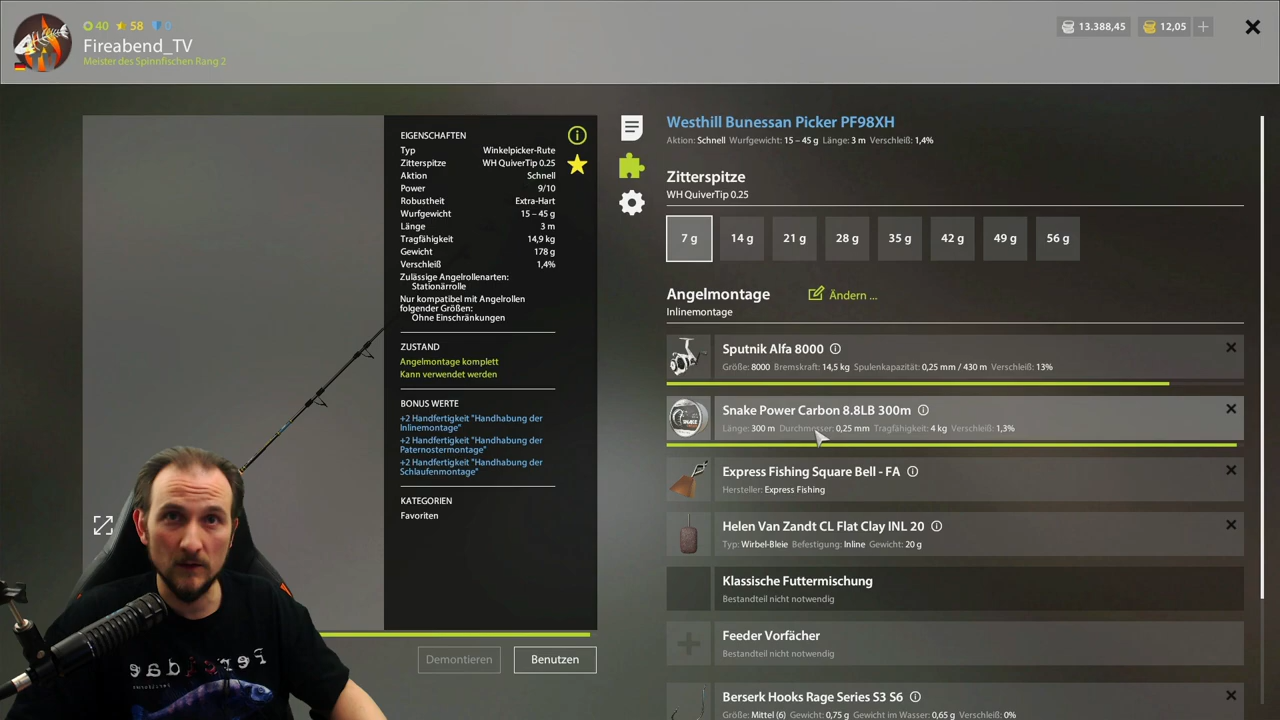 40 58 0
Fireabend_TV
Meister des Spinnfischen Rang 2
13.388,45 12,05
EIGENSCHAFTEN
Typ Winkelpicker-Rute
Zitterspitze WH QuiverTip 0.25
Aktion Schnell
Power 9/10
Robustheit Extra-Hart
Wurfgewicht 15 – 45 g
Länge 3 m
Tragfähigkeit 14,9 kg
Gewicht 178 g
Verschleiß 1,4%
Zulässige Angelrollenarten:
Stationärrolle
Nur kompatibel mit Angelrollen
folgender Größen:
Ohne Einschränkungen
ZUSTAND
Angelmontage komplett
Kann verwendet werden
BONUS WERTE
+2 Handfertigkeit "Handhabung der
Inlinemontage"
+2 Handfertigkeit "Handhabung der
Paternostermontage"
+2 Handfertigkeit "Handhabung der
Schlaufenmontage"
KATEGORIEN
Favoriten
Demontieren Benutzen
Westhill Bunessan Picker PF98XH
Aktion: Schnell Wurfgewicht: 15 – 45 g Länge: 3 m Verschleiß: 1,4%
Zitterspitze
WH QuiverTip 0.25
7 g 14 g 21 g 28 g 35 g 42 g 49 g 56 g
Angelmontage Ändern ...
Inlinemontage
Sputnik Alfa 8000
Größe: 8000 Bremskraft: 14,5 kg Spulenkapazität: 0,25 mm / 430 m Verschleiß: 13%
Snake Power Carbon 8.8LB 300m
Länge: 300 m Durchmesser: 0,25 mm Tragfähigkeit: 4 kg Verschleiß: 1,3%
Express Fishing Square Bell - FA
Hersteller: Express Fishing
Helen Van Zandt CL Flat Clay INL 20
Typ: Wirbel-Bleie Befestigung: Inline Gewicht: 20 g
Klassische Futtermischung
Bestandteil nicht notwendig
Feeder Vorfächer
Bestandteil nicht notwendig
Berserk Hooks Rage Series S3 S6
Größe: Mittel (6) Gewicht: 0,75 g Gewicht im Wasser: 0,65 g Verschleiß: 0%